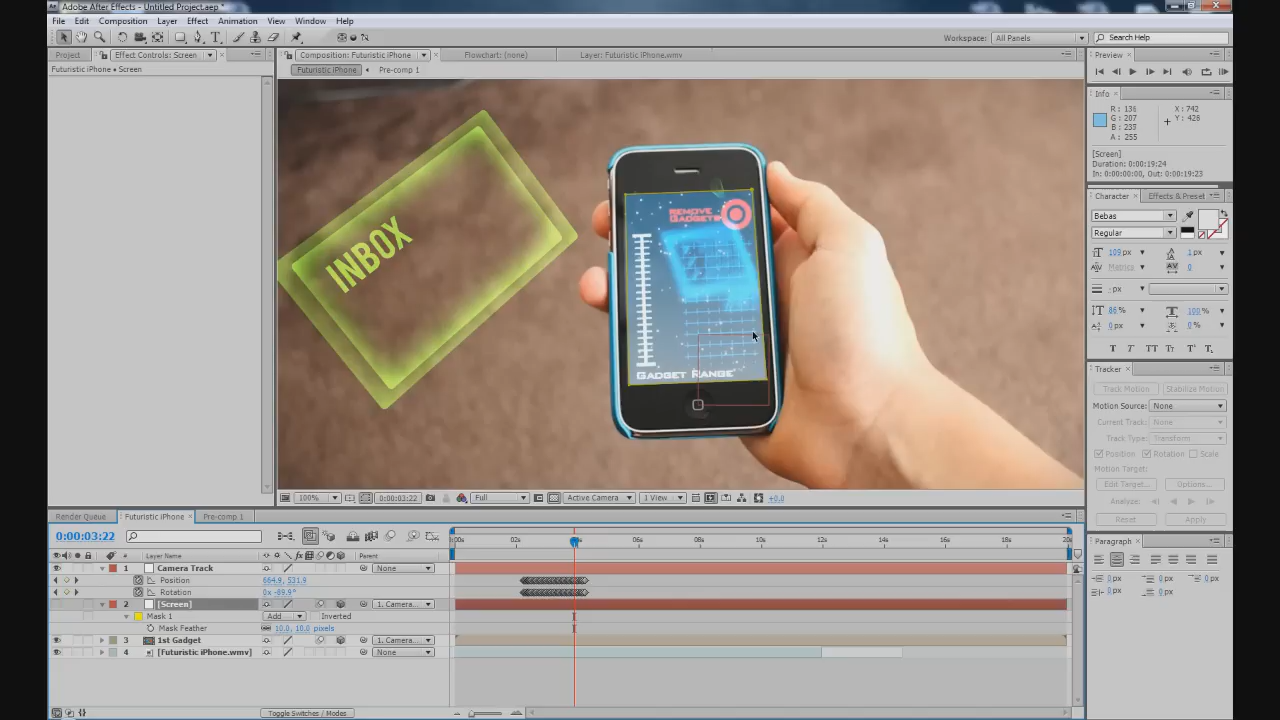 Adobe After Effects - Untitled Project.aep *
File Edit Composition Layer Effect Animation View Window Help
Workspace: All Panels Search Help
Project Effect Controls: Screen Composition: Futuristic iPhone Flowchart: (none) Layer: Futuristic iPhone.wmv Preview
Futuristic iPhone • Screen Futuristic iPhone Pre-comp 1
Info
R: 136 X: 742
G: 207 Y: 426
B: 235
A: 255
[Screen]
Duration: 0:00:19:24
In: 0:00:00:00, Out: 0:00:19:23
Character Effects & Preset
Bebas
Regular
109 px 1 px
Metrics 0
- px
86 % 100 %
0 px 0 %
T T TT Tr
Tracker
Track Motion Stabilize Motion
Motion Source: None
Current Track: None
Track Type: Transform
Position Rotation Scale
Motion Target:
Edit Target... Options...
Analyze:
Reset Apply
Paragraph
0 px 0 px 0 px
0 px 0 px
INBOX
Remove
Gadgets
Gadget Range
100% 0:00:03:22 Full Active Camera 1 View +0.0
Render Queue Futuristic iPhone Pre-comp 1
0:00:03:22
:00s 02s 04s 06s 08s 10s 12s 14s 16s 18s 20s
# Layer Name Parent
1 Camera Track None
Position 664.9, 531.9
Rotation 0x -89.9°
2 [Screen] 1. Camera...
Mask 1 Add Inverted
Mask Feather 10.0, 10.0 pixels
3 1st Gadget 1. Camera...
4 [Futuristic iPhone.wmv] None
Toggle Switches / Modes